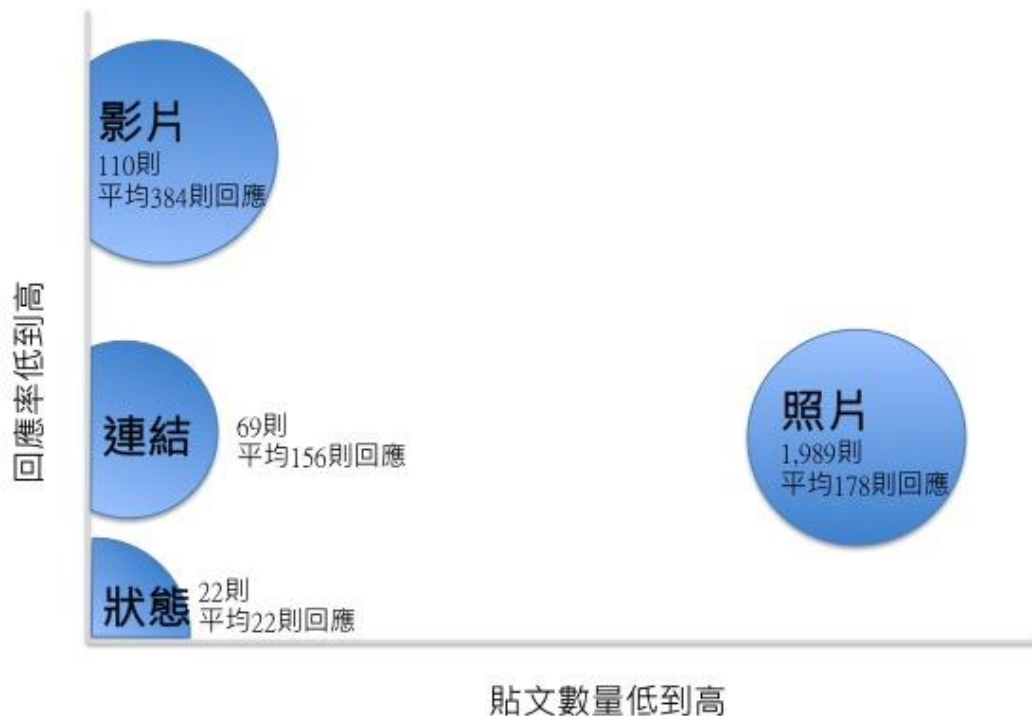 影片
110則
平均384則回應
回應率低到高
連結
69則
平均156則回應
照片
1,989則
平均178則回應
狀態
22則
平均22則回應
貼文數量低到高